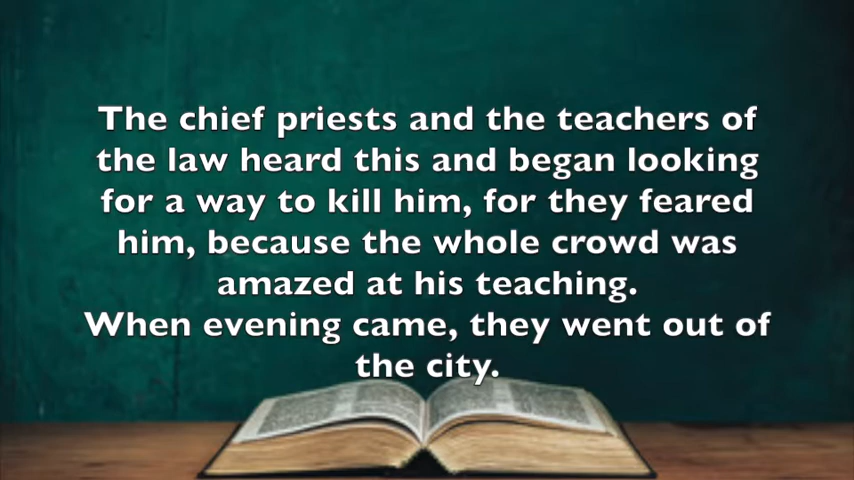 The chief priests and the teachers of
the law heard this and began looking
for a way to kill him, for they feared
him, because the whole crowd was
amazed at his teaching.
When evening came, they went out of
the city.